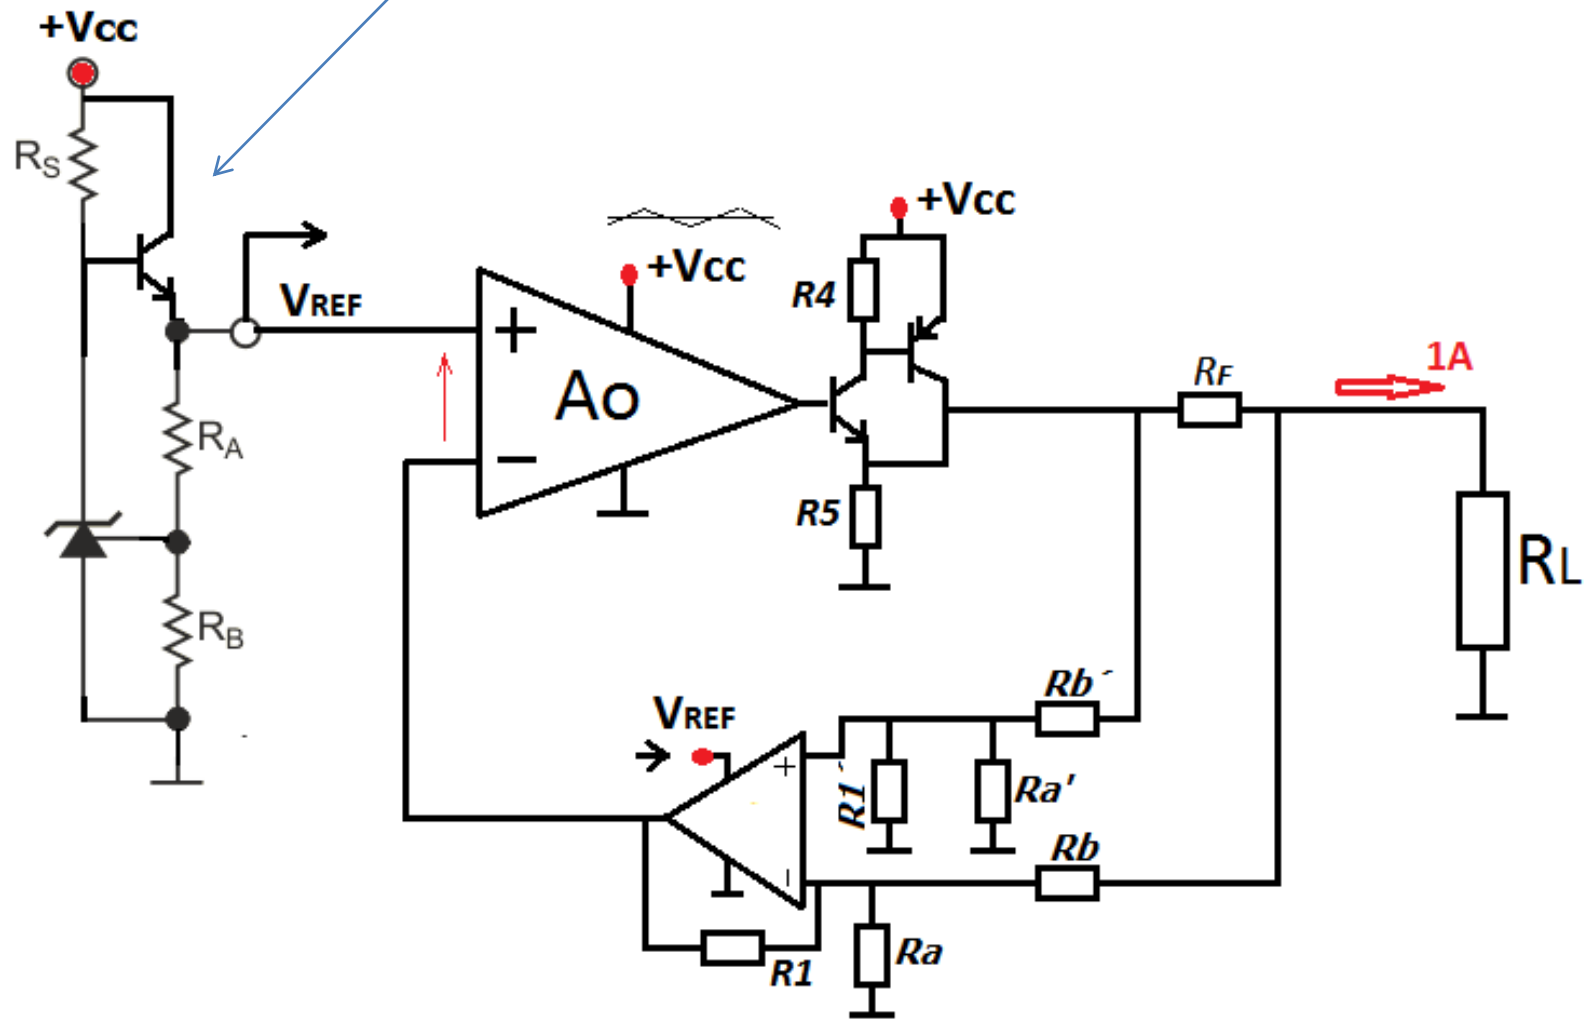 +Vcc
RS
+Vcc
+Vcc
VREF
R4
1A
RF
+
Ao
RA
−
R5
RL
RB
Rb´
VREF
+
R1´
Ra'
Rb
−
Ra
R1